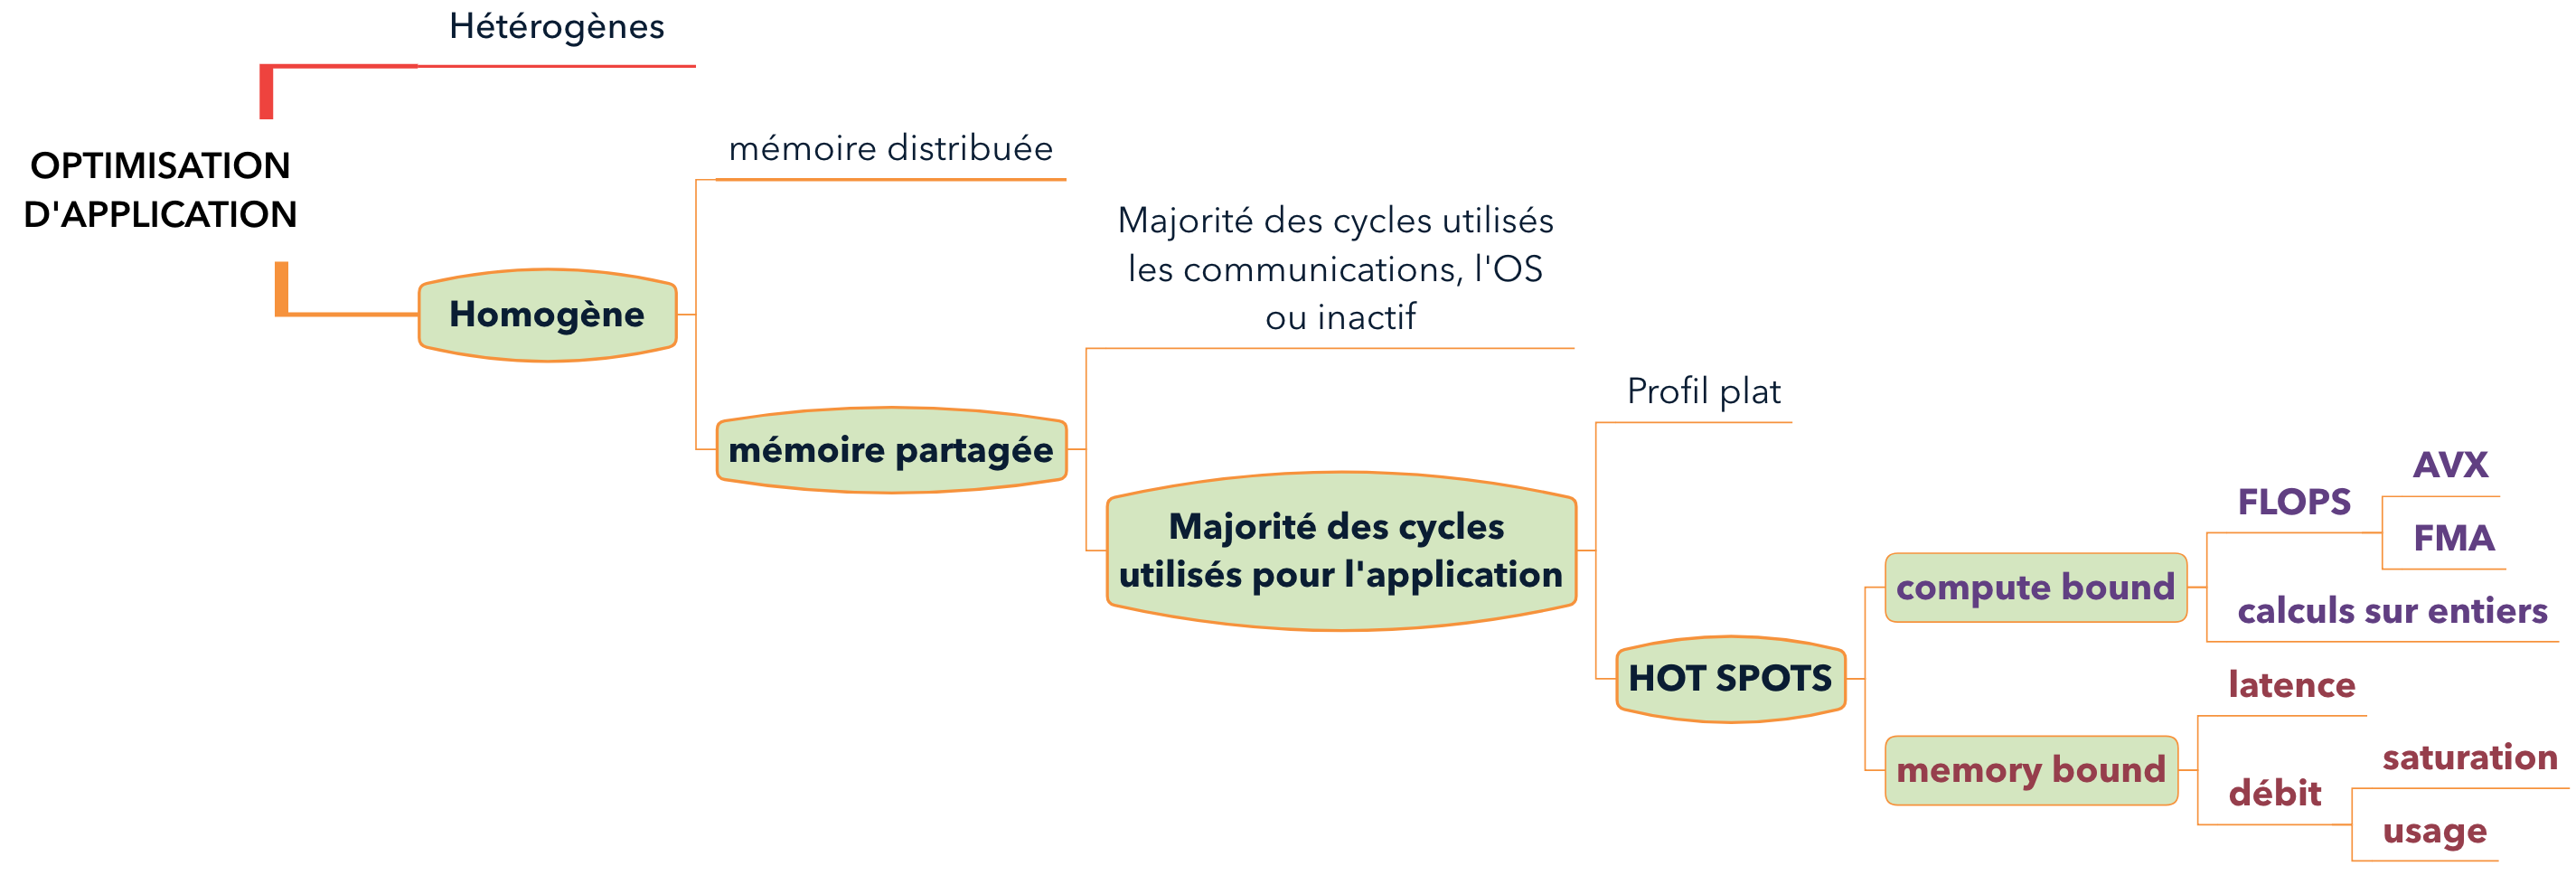 Hétérogènes
OPTIMISATION
D'APPLICATION
Homogène
mémoire distribuée
mémoire partagée
Majorité des cycles utilisés
les communications, l'OS
ou inactif
Majorité des cycles
utilisés pour l'application
Profil plat
HOT SPOTS
compute bound
FLOPS
AVX
FMA
calculs sur entiers
memory bound
latence
débit
saturation
usage